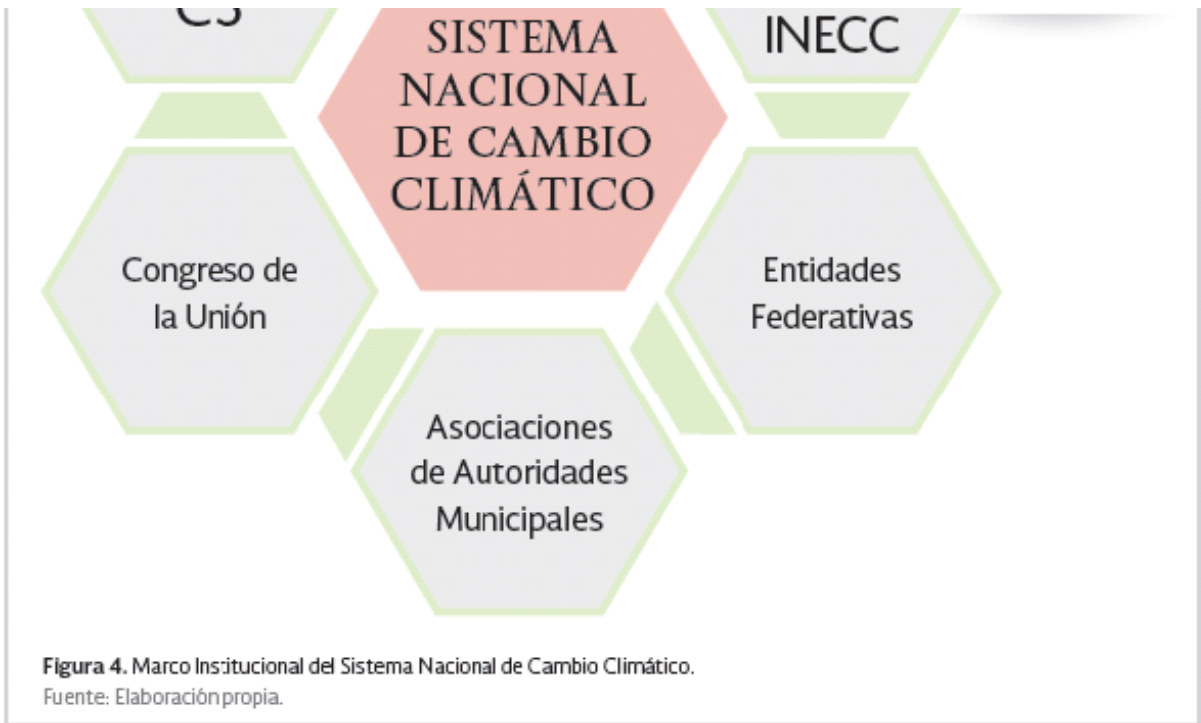 SISTEMA
NACIONAL
DE CAMBIO
CLIMÁTICO
INECC
Congreso de
la Unión
Entidades
Federativas
Asociaciones
de Autoridades
Municipales
Figura 4. Marco Institucional del Sistema Nacional de Cambio Climático.
Fuente: Elaboración propia.